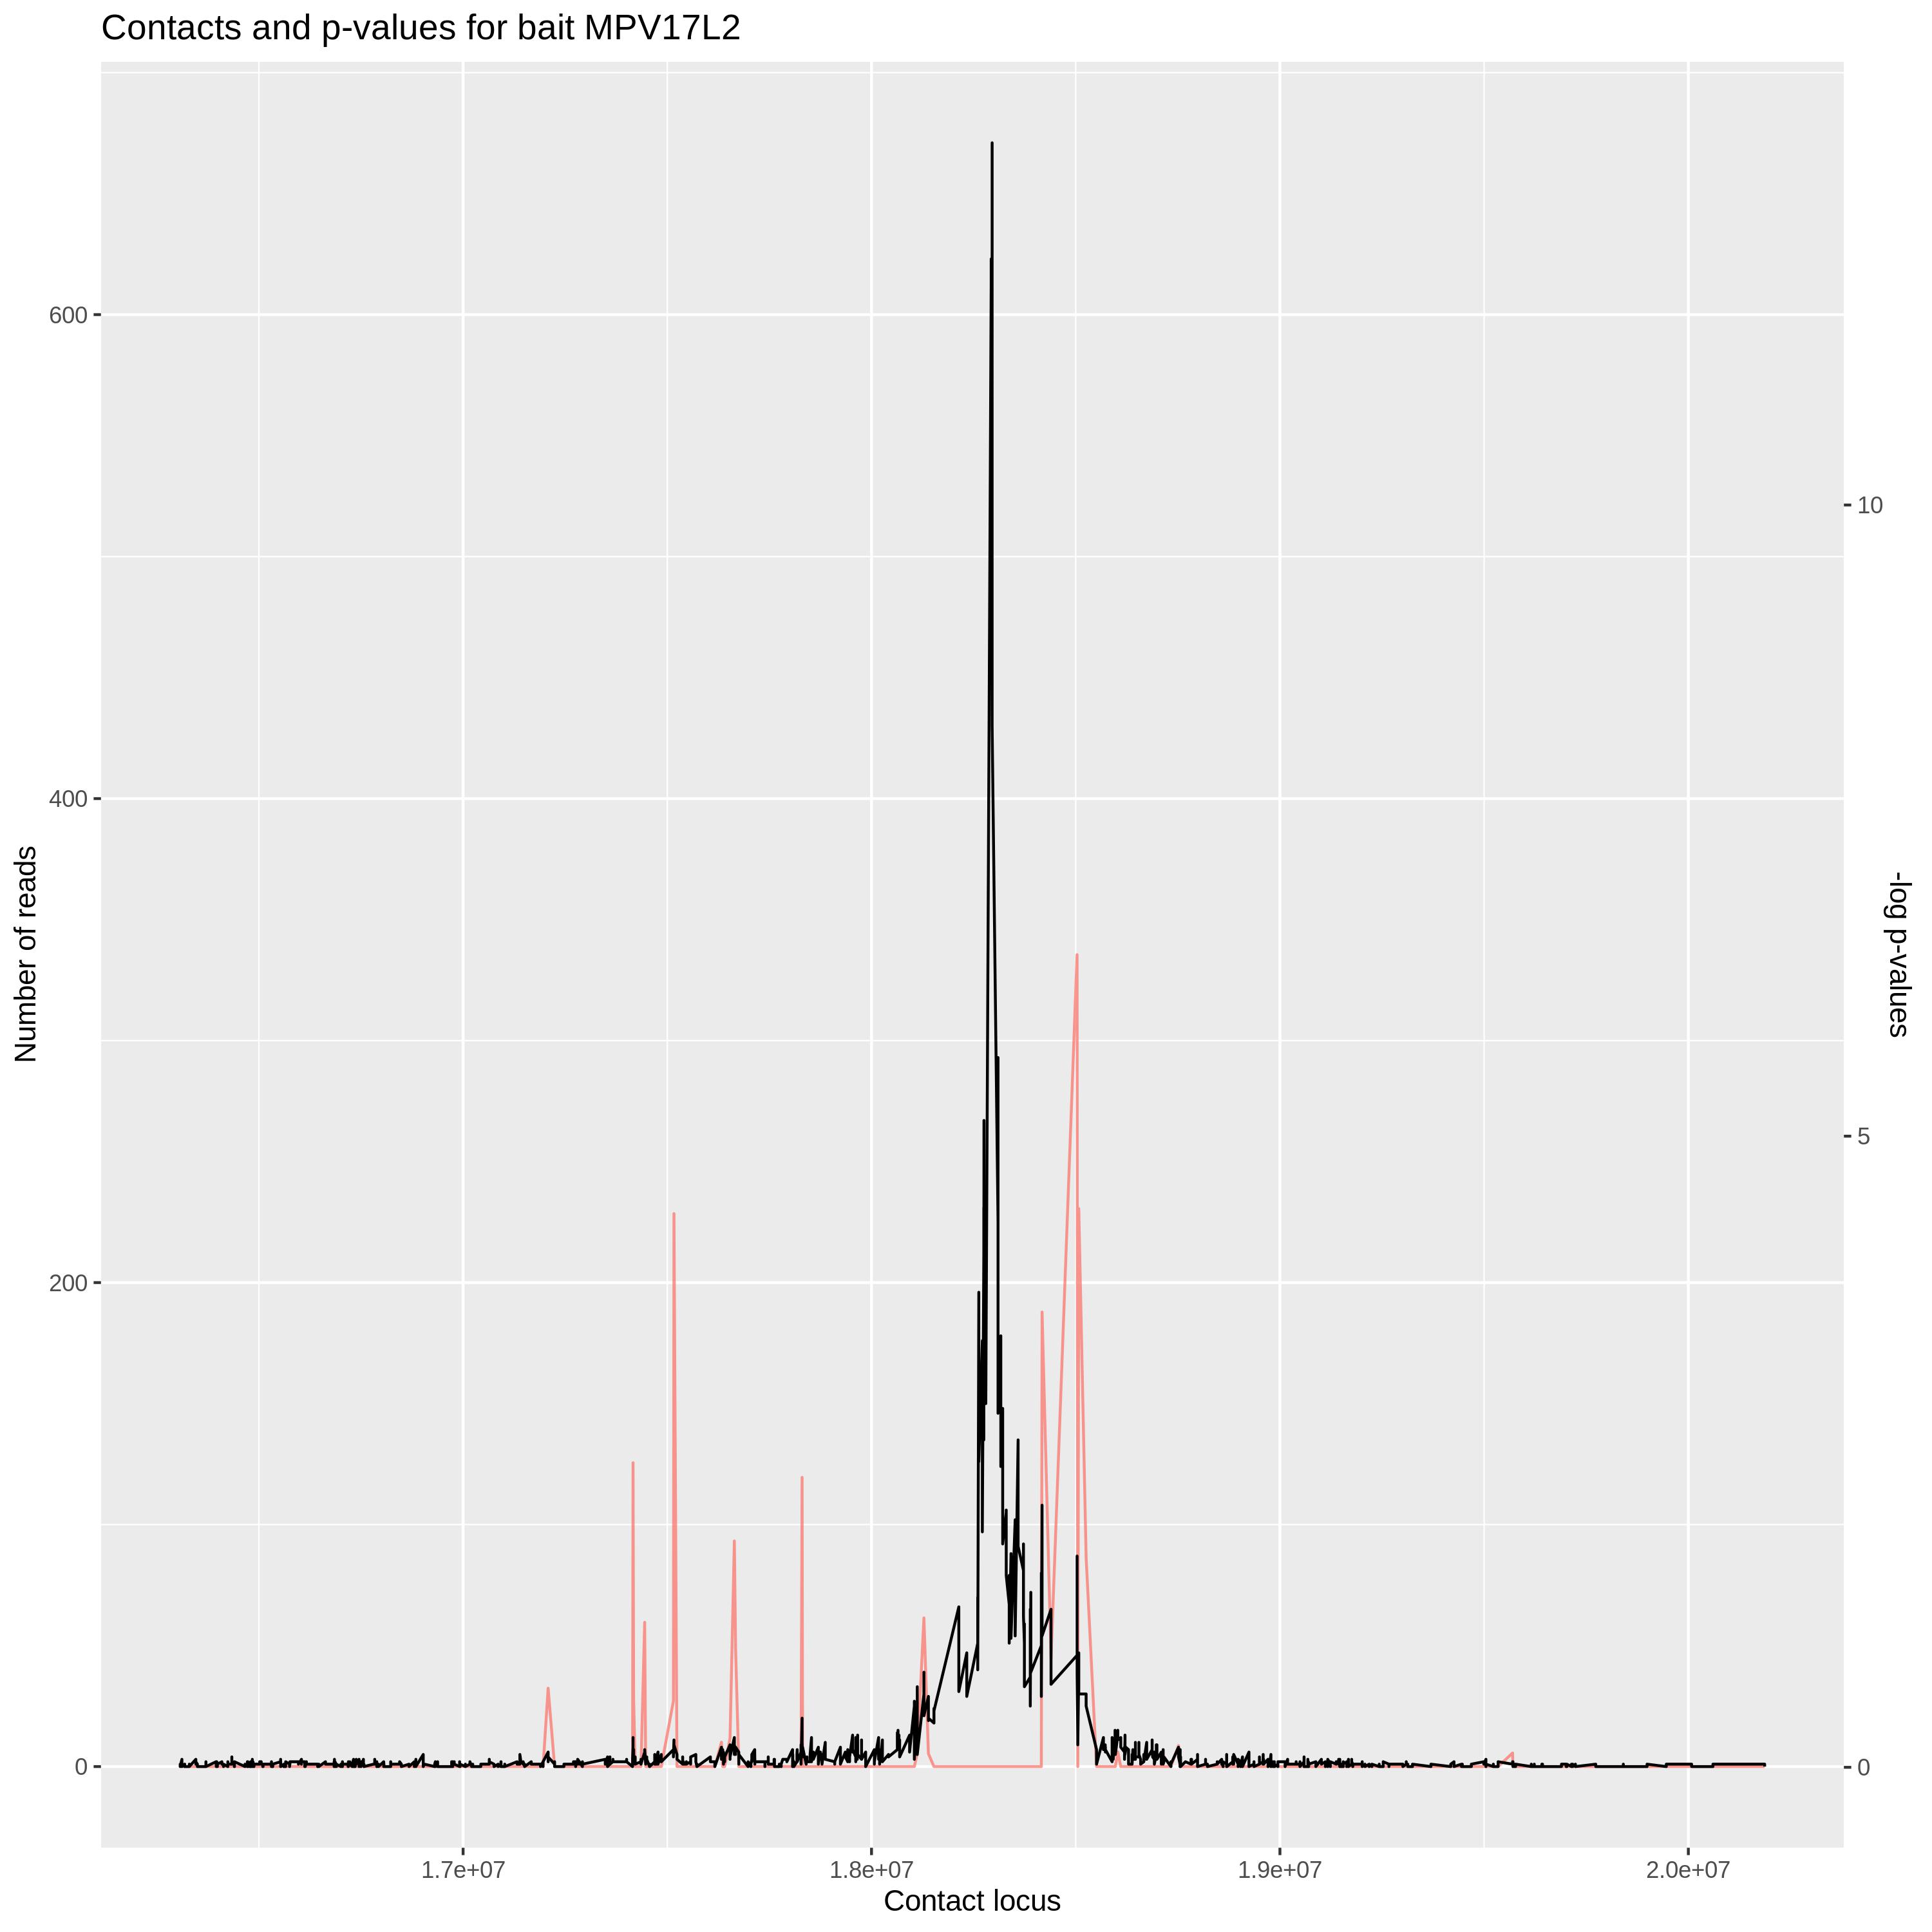 Contacts and p-values for bait MPV17L2
Number of reads
600
400
200
0
10
5
0
-log p-values
1.7e+07
1.8e+07
1.9e+07
2.0e+07
Contact locus